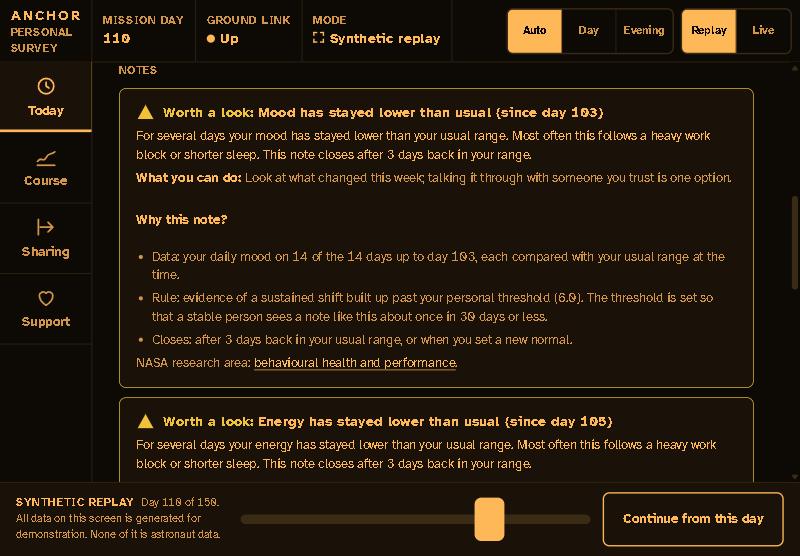 ANCHOR
PERSONAL
SURVEY
MISSION DAY
110
GROUND LINK
Up
MODE
Synthetic replay
Auto
Day
Evening
Replay
Live
Today
Course
Sharing
Support
NOTES
Worth a look: Mood has stayed lower than usual (since day 103)
For several days your mood has stayed lower than your usual range. Most often this follows a heavy work
block or shorter sleep. This note closes after 3 days back in your range.
What you can do: Look at what changed this week; talking it through with someone you trust is one option.
Why this note?
• Data: your daily mood on 14 of the 14 days up to day 103, each compared with your usual range at the
time.
• Rule: evidence of a sustained shift built up past your personal threshold (6.0). The threshold is set so
that a stable person sees a note like this about once in 30 days or less.
• Closes: after 3 days back in your usual range, or when you set a new normal.
NASA research area: behavioural health and performance.
Worth a look: Energy has stayed lower than usual (since day 105)
For several days your energy has stayed lower than your usual range. Most often this follows a heavy work
block or shorter sleep. This note closes after 3 days back in your range.
SYNTHETIC REPLAY Day 110 of 150.
All data on this screen is generated for
demonstration. None of it is astronaut data.
Continue from this day